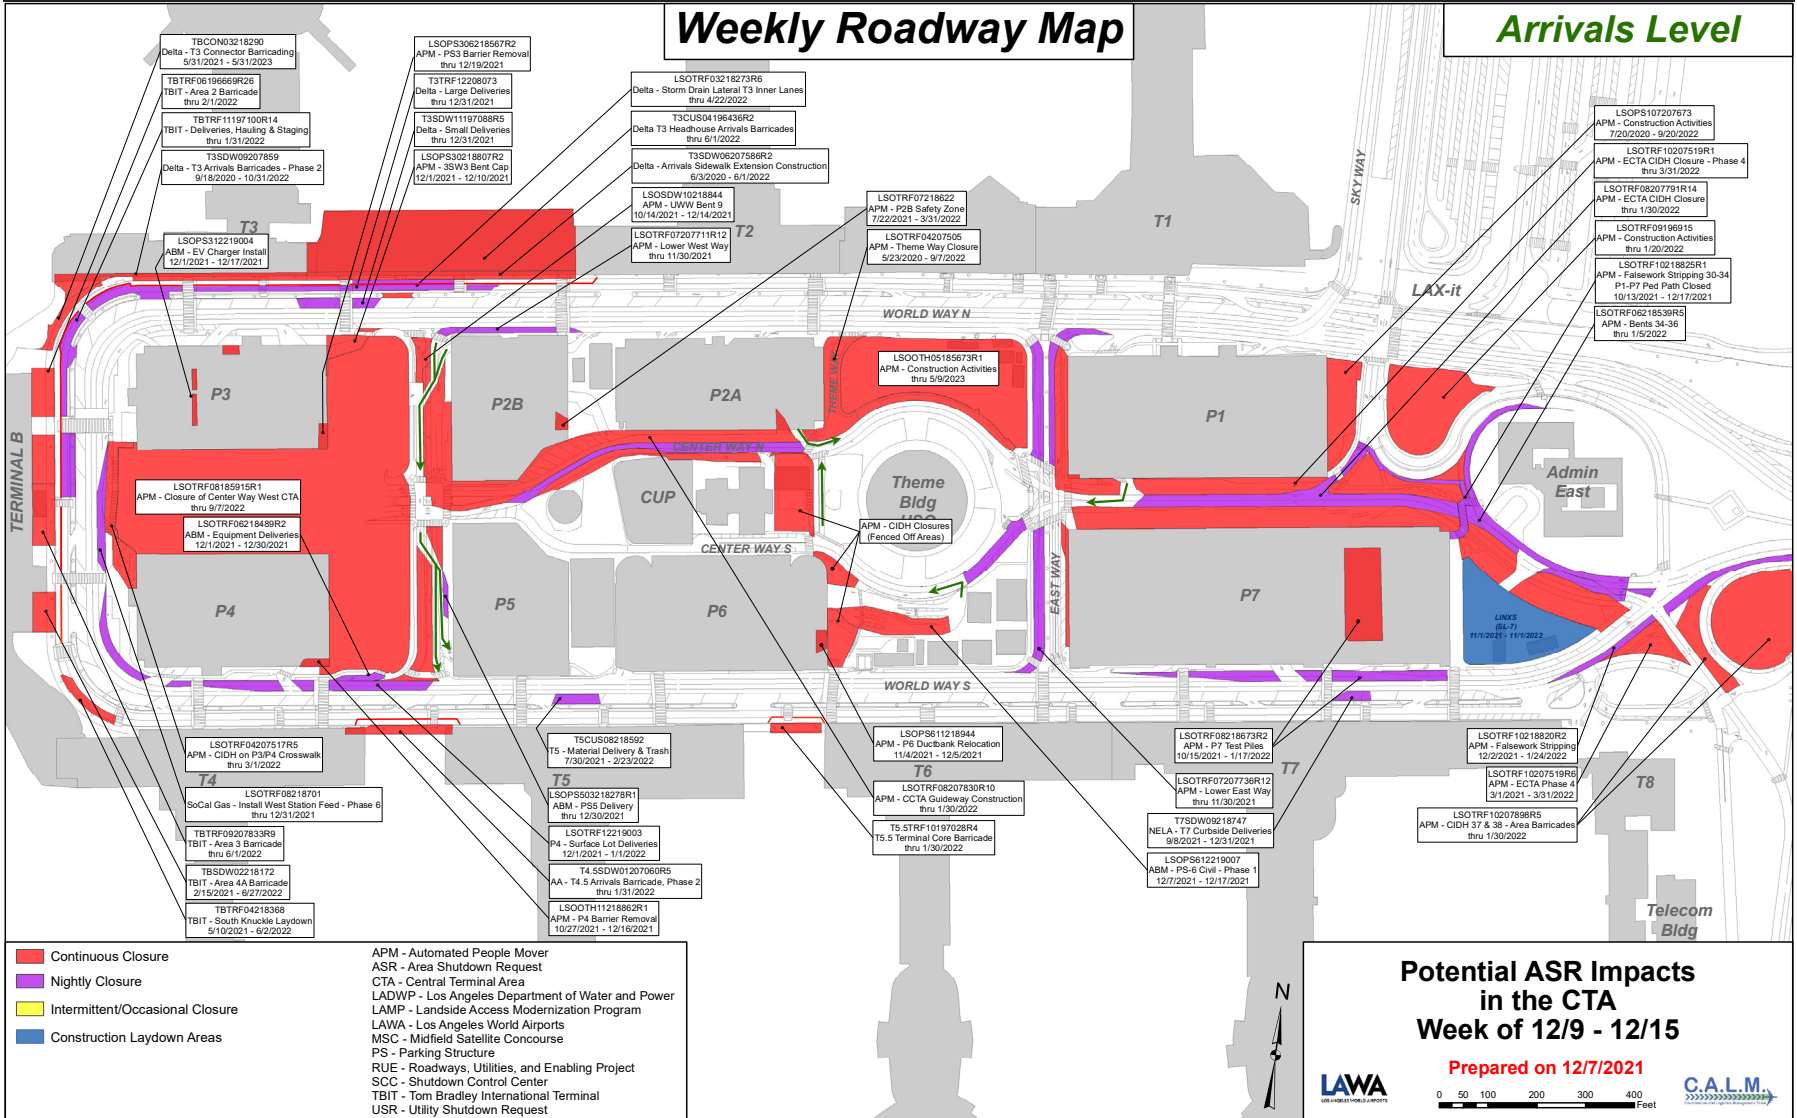 Weekly Roadway Map
Arrivals Level
TBCON03218290
Delta - T3 Connector Barricading
5/31/2021 - 5/31/2023
TBTRF06196669R26
TBIT - Area 2 Barricade
thru 2/1/2022
TBTRF11197100R14
TBIT - Deliveries, Hauling & Staging
thru 1/31/2022
T3SDW09207859
Delta - T3 Arrivals Barricades - Phase 2
9/18/2020 - 10/31/2022
LSOPS312219004
ABM - EV Charger Install
12/1/2021 - 12/17/2021
LSOPS306218567R2
APM - PS3 Barrier Removal
thru 12/19/2021
T3TRF12208073
Delta - Large Deliveries
thru 12/31/2021
T3SDW11197088R5
Delta - Small Deliveries
thru 12/31/2021
LSOPS30218807R2
APM - 3SW3 Bent Cap
12/1/2021 - 12/10/2021
LSOTRF03218273R6
Delta - Storm Drain Lateral T3 Inner Lanes
thru 4/22/2022
T3CUS04196436R2
Delta T3 Headhouse Arrivals Barricades
thru 6/1/2022
T3SDW06207586R2
Delta - Arrivals Sidewalk Extension Construction
6/3/2020 - 6/1/2022
LSOSDW10218844
APM - UWW Bent 9
10/14/2021 - 12/14/2021
LSOTRF07207711R12
APM - Lower West Way
thru 11/30/2021
LSOTRF07218622
APM - P2B Safety Zone
7/22/2021 - 3/31/2022
LSOTRF04207505
APM - Theme Way Closure
5/23/2020 - 9/7/2022
LSOPS107207673
APM - Construction Activities
7/20/2020 - 9/20/2022
LSOTRF10207519R1
APM - ECTA CIDH Closure - Phase 4
thru 3/31/2022
LSOTRF08207791R14
APM - ECTA CIDH Closure
thru 1/30/2022
LSOTRF09196915
APM - Construction Activities
thru 1/20/2022
LSOTRF10218825R1
APM - Falsework Stripping 30-34
P1-P7 Ped Path Closed
10/13/2021 - 12/17/2021
LSOTRF06218539R5
APM - Bents 34-36
thru 1/5/2022
T3
T2
T1
SKY WAY
LAX-it
WORLD WAY N
LSOOTH05185673R1
APM - Construction Activities
thru 5/9/2023
THEME WAY
P3
P2B
P2A
P1
CENTER WAY N
TERMINAL B
LSOTRF08185915R1
APM - Closure of Center Way West CTA
thru 9/7/2022
LSOTRF06218489R2
ABM - Equipment Deliveries
12/1/2021 - 12/30/2021
CUP
Theme
Bldg
USO
APM - CIDH Closures
(Fenced Off Areas)
Admin
East
CENTER WAY S
EAST WAY
P4
P5
P6
P7
LINXS
(SL-7)
11/1/2021 - 11/1/2022
WORLD WAY S
LSOTRF04207517R5
APM - CIDH on P3/P4 Crosswalk
thru 3/1/2022
T4
LSOTRF08218701
SoCal Gas - Install West Station Feed - Phase 6
thru 12/31/2021
TBTRF09207833R9
TBIT - Area 3 Barricade
thru 6/1/2022
TBSDW02218172
TBIT - Area 4A Barricade
2/15/2021 - 6/27/2022
TBTRF04218368
TBIT - South Knuckle Laydown
5/10/2021 - 6/2/2022
T5CUS08218592
T5 - Material Delivery & Trash
7/30/2021 - 2/23/2022
T5
LSOPS503218278R1
ABM - PS5 Delivery
thru 12/30/2021
LSOTRF12219003
P4 - Surface Lot Deliveries
12/1/2021 - 1/1/2022
T4.5SDW01207060R5
AA - T4.5 Arrivals Barricade, Phase 2
thru 1/31/2022
LSOOTH11218862R1
APM - P4 Barrier Removal
10/27/2021 - 12/16/2021
LSOPS611218944
APM - P6 Ductbank Relocation
11/4/2021 - 12/5/2021
T6
LSOTRF08207830R10
APM - CCTA Guideway Construction
thru 1/30/2022
T5.5TRF10197028R4
T5.5 Terminal Core Barricade
thru 1/30/2022
LSOTRF08218673R2
APM - P7 Test Piles
10/15/2021 - 1/17/2022
T7
LSOTRF07207736R12
APM - Lower East Way
thru 11/30/2021
T7SDW09218747
NELA - T7 Curbside Deliveries
9/8/2021 - 12/31/2021
LSOPS612219007
ABM - PS-6 Civil - Phase 1
12/7/2021 - 12/17/2021
LSOTRF10218820R2
APM - Falsework Stripping
12/2/2021 - 1/24/2022
LSOTRF10207519R6
APM - ECTA Phase 4
3/1/2021 - 3/31/2022
LSOTRF10207898R5
APM - CIDH 37 & 38 - Area Barricades
thru 1/30/2022
T8
Telecom
Bldg
Continuous Closure
Nightly Closure
Intermittent/Occasional Closure
Construction Laydown Areas
APM - Automated People Mover
ASR - Area Shutdown Request
CTA - Central Terminal Area
LADWP - Los Angeles Department of Water and Power
LAMP - Landside Access Modernization Program
LAWA - Los Angeles World Airports
MSC - Midfield Satellite Concourse
PS - Parking Structure
RUE - Roadways, Utilities, and Enabling Project
SCC - Shutdown Control Center
TBIT - Tom Bradley International Terminal
USR - Utility Shutdown Request
N
Potential ASR Impacts
in the CTA
Week of 12/9 - 12/15
Prepared on 12/7/2021
LAWA
LOS ANGELES WORLD AIRPORTS
0 50 100 200 300 400
Feet
C.A.L.M.